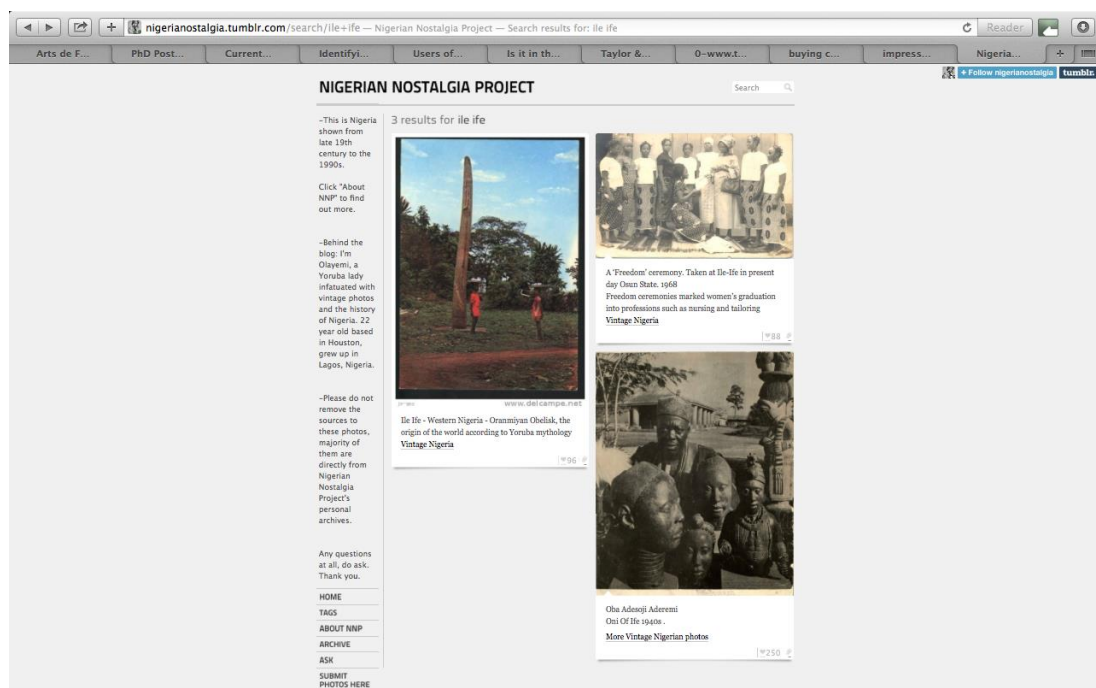 nigerianostalgia.tumblr.com/search/ile+ife — Nigerian Nostalgia Project — Search results for: ile ife
Reader
Arts de F...
PhD Post...
Current...
Identifyi...
Users of...
Is it in th...
Taylor &...
0-www.t...
buying c...
impress...
Nigeria...
+ Follow nigerianostalgia
tumblr.
NIGERIAN NOSTALGIA PROJECT
Search
~This is Nigeria
shown from
late 19th
century to the
1990s.
Click "About
NNP" to find
out more.
~Behind the
blog: I'm
Olayemi, a
Yoruba lady
infatuated with
vintage photos
and the history
of Nigeria. 22
year old based
in Houston,
grew up in
Lagos, Nigeria.
~Please do not
remove the
sources to
these photos,
majority of
them are
directly from
Nigerian
Nostalgia
Project's
personal
archives.
Any questions
at all, do ask.
Thank you.
HOME
TAGS
ABOUT NNP
ARCHIVE
ASK
SUBMIT
PHOTOS HERE
3 results for ile ife
www.delcampe.net
Ile Ife - Western Nigeria - Oranmiyan Obelisk, the
origin of the world according to Yoruba mythology
Vintage Nigeria
96
A 'Freedom' ceremony. Taken at Ile-Ife in present
day Osun State. 1968
Freedom ceremonies marked women's graduation
into professions such as nursing and tailoring
Vintage Nigeria
88
Oba Adesoji Aderemi
Oni Of Ife 1940s .
More Vintage Nigerian photos
250